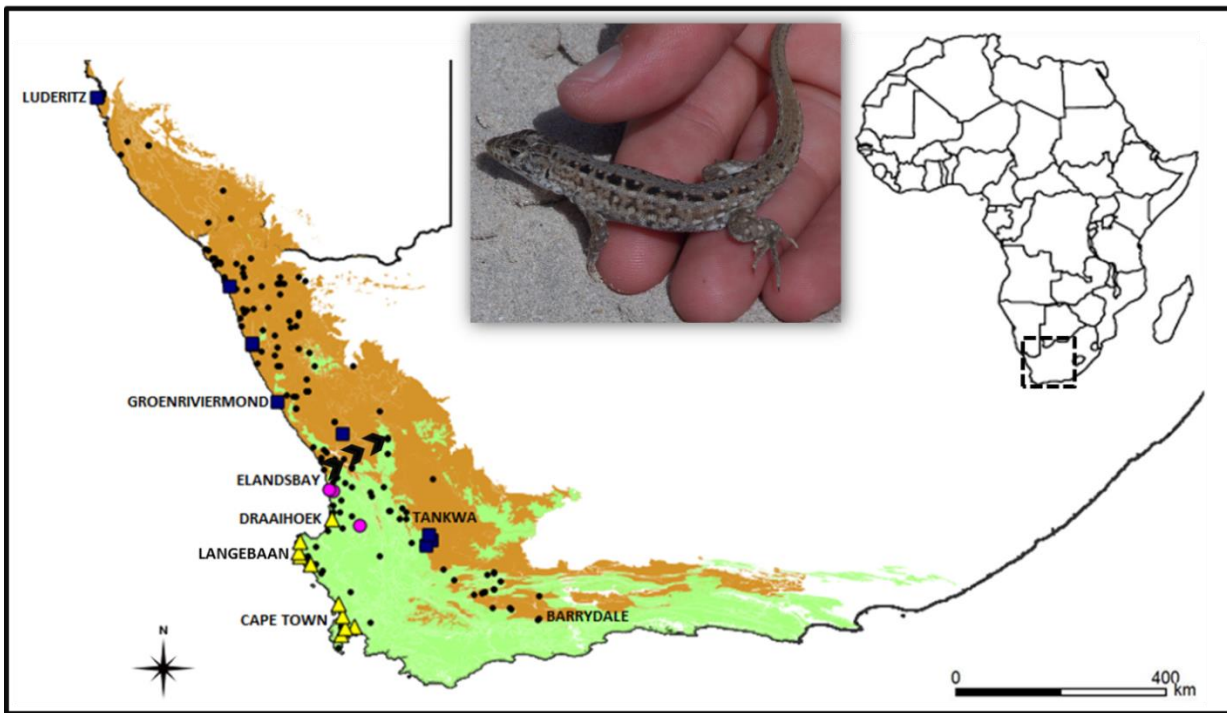 LUDERITZ
GROENRIVIERMOND
ELANDSBAY
DRAAIHOEK
TANKWA
LANGEBAAN
CAPE TOWN
BARRYDALE
N
0 400
km